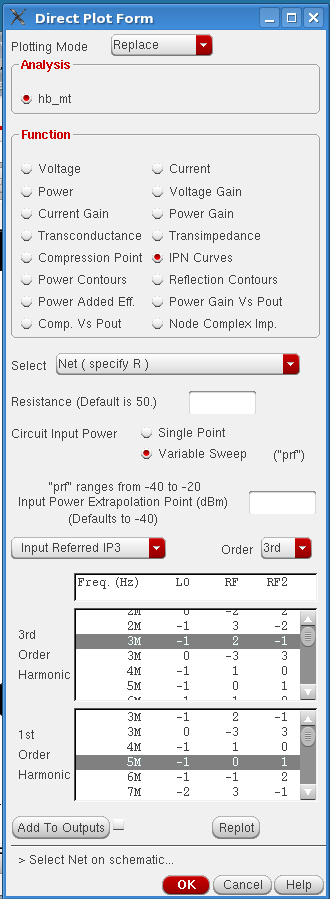 Direct Plot Form
Plotting Mode Replace
Analysis
hb_mt
Function
Voltage Current
Power Voltage Gain
Current Gain Power Gain
Transconductance Transimpedance
Compression Point IPN Curves
Power Contours Reflection Contours
Power Added Eff. Power Gain Vs Pout
Comp. Vs Pout Node Complex Imp.
Select Net ( specify R )
Resistance (Default is 50.)
Circuit Input Power Single Point
Variable Sweep ("prf")
"prf" ranges from -40 to -20
Input Power Extrapolation Point (dBm)
(Defaults to -40)
Input Referred IP3 Order 3rd
Freq. (Hz) LO RF RF2
3rd
Order
Harmonic
2M 0 -2 2
2M -1 3 -2
3M -1 2 -1
3M 0 -3 3
4M -1 1 0
5M -1 0 1
1st
Order
Harmonic
3M -1 2 -1
3M 0 -3 3
4M -1 1 0
5M -1 0 1
6M -1 -1 2
7M -2 3 -1
Add To Outputs Replot
> Select Net on schematic...
OK Cancel Help